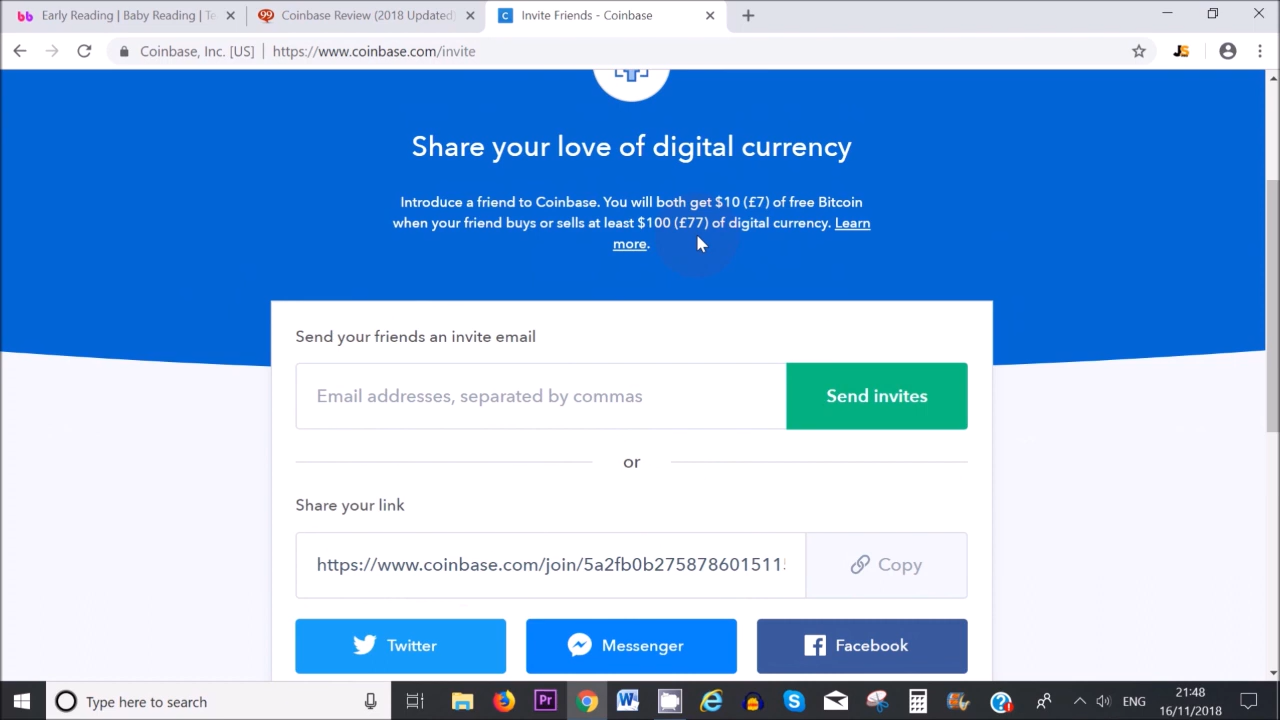 Early Reading | Baby Reading | Te
Coinbase Review (2018 Updated)
Invite Friends - Coinbase
Coinbase, Inc. [US] | https://www.coinbase.com/invite
JS
Share your love of digital currency
Introduce a friend to Coinbase. You will both get $10 (£7) of free Bitcoin
when your friend buys or sells at least $100 (£77) of digital currency. Learn
more.
Send your friends an invite email
Email addresses, separated by commas
Send invites
or
Share your link
https://www.coinbase.com/join/5a2fb0b27587860151115
Copy
Twitter
Messenger
Facebook
Type here to search
ENG
21:48
16/11/2018